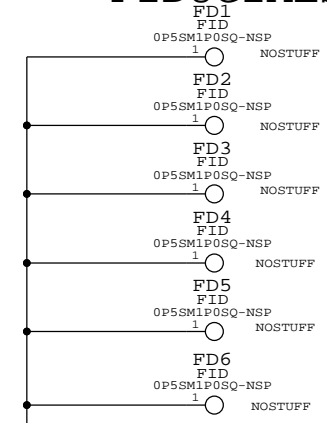 FD1
FID
0P5SM1P0SQ-NSP
1
NOSTUFF
FD2
FID
0P5SM1P0SQ-NSP
1
NOSTUFF
FD3
FID
0P5SM1P0SQ-NSP
1
NOSTUFF
FD4
FID
0P5SM1P0SQ-NSP
1
NOSTUFF
FD5
FID
0P5SM1P0SQ-NSP
1
NOSTUFF
FD6
FID
0P5SM1P0SQ-NSP
1
NOSTUFF